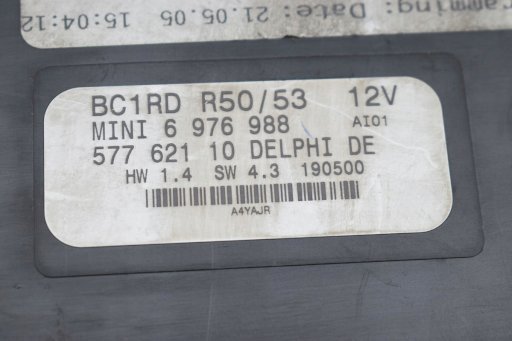 ramming: Date: 21.05.05 15:04:12
BC1RD R50/53 12V
MINI 6 976 988 AI01
577 621 10 DELPHI DE
HW 1.4 SW 4.3 190500
A4YAJR